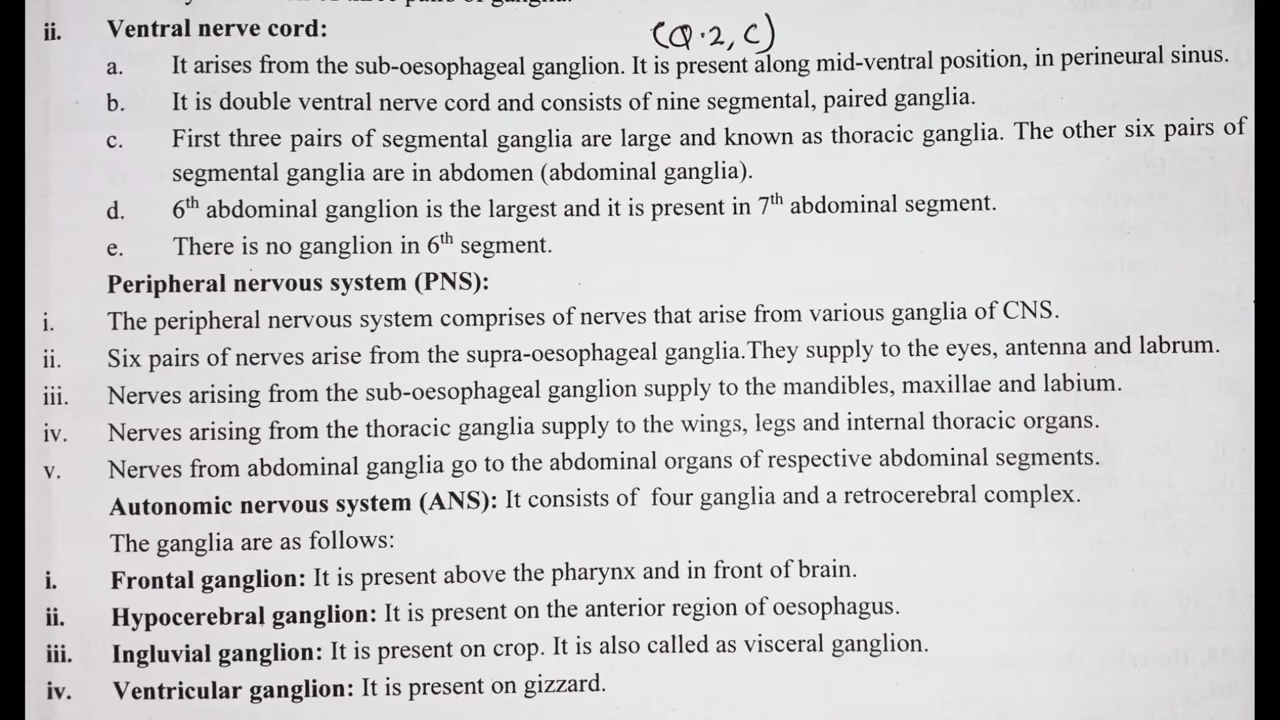 ii. Ventral nerve cord:
(Q.2, C)
a. It arises from the sub-oesophageal ganglion. It is present along mid-ventral position, in perineural sinus.
b. It is double ventral nerve cord and consists of nine segmental, paired ganglia.
c. First three pairs of segmental ganglia are large and known as thoracic ganglia. The other six pairs of
segmental ganglia are in abdomen (abdominal ganglia).
d. 6th abdominal ganglion is the largest and it is present in 7th abdominal segment.
e. There is no ganglion in 6th segment.
Peripheral nervous system (PNS):
i. The peripheral nervous system comprises of nerves that arise from various ganglia of CNS.
ii. Six pairs of nerves arise from the supra-oesophageal ganglia.They supply to the eyes, antenna and labrum.
iii. Nerves arising from the sub-oesophageal ganglion supply to the mandibles, maxillae and labium.
iv. Nerves arising from the thoracic ganglia supply to the wings, legs and internal thoracic organs.
v. Nerves from abdominal ganglia go to the abdominal organs of respective abdominal segments.
Autonomic nervous system (ANS): It consists of four ganglia and a retrocerebral complex.
The ganglia are as follows:
i. Frontal ganglion: It is present above the pharynx and in front of brain.
ii. Hypocerebral ganglion: It is present on the anterior region of oesophagus.
iii. Ingluvial ganglion: It is present on crop. It is also called as visceral ganglion.
iv. Ventricular ganglion: It is present on gizzard.